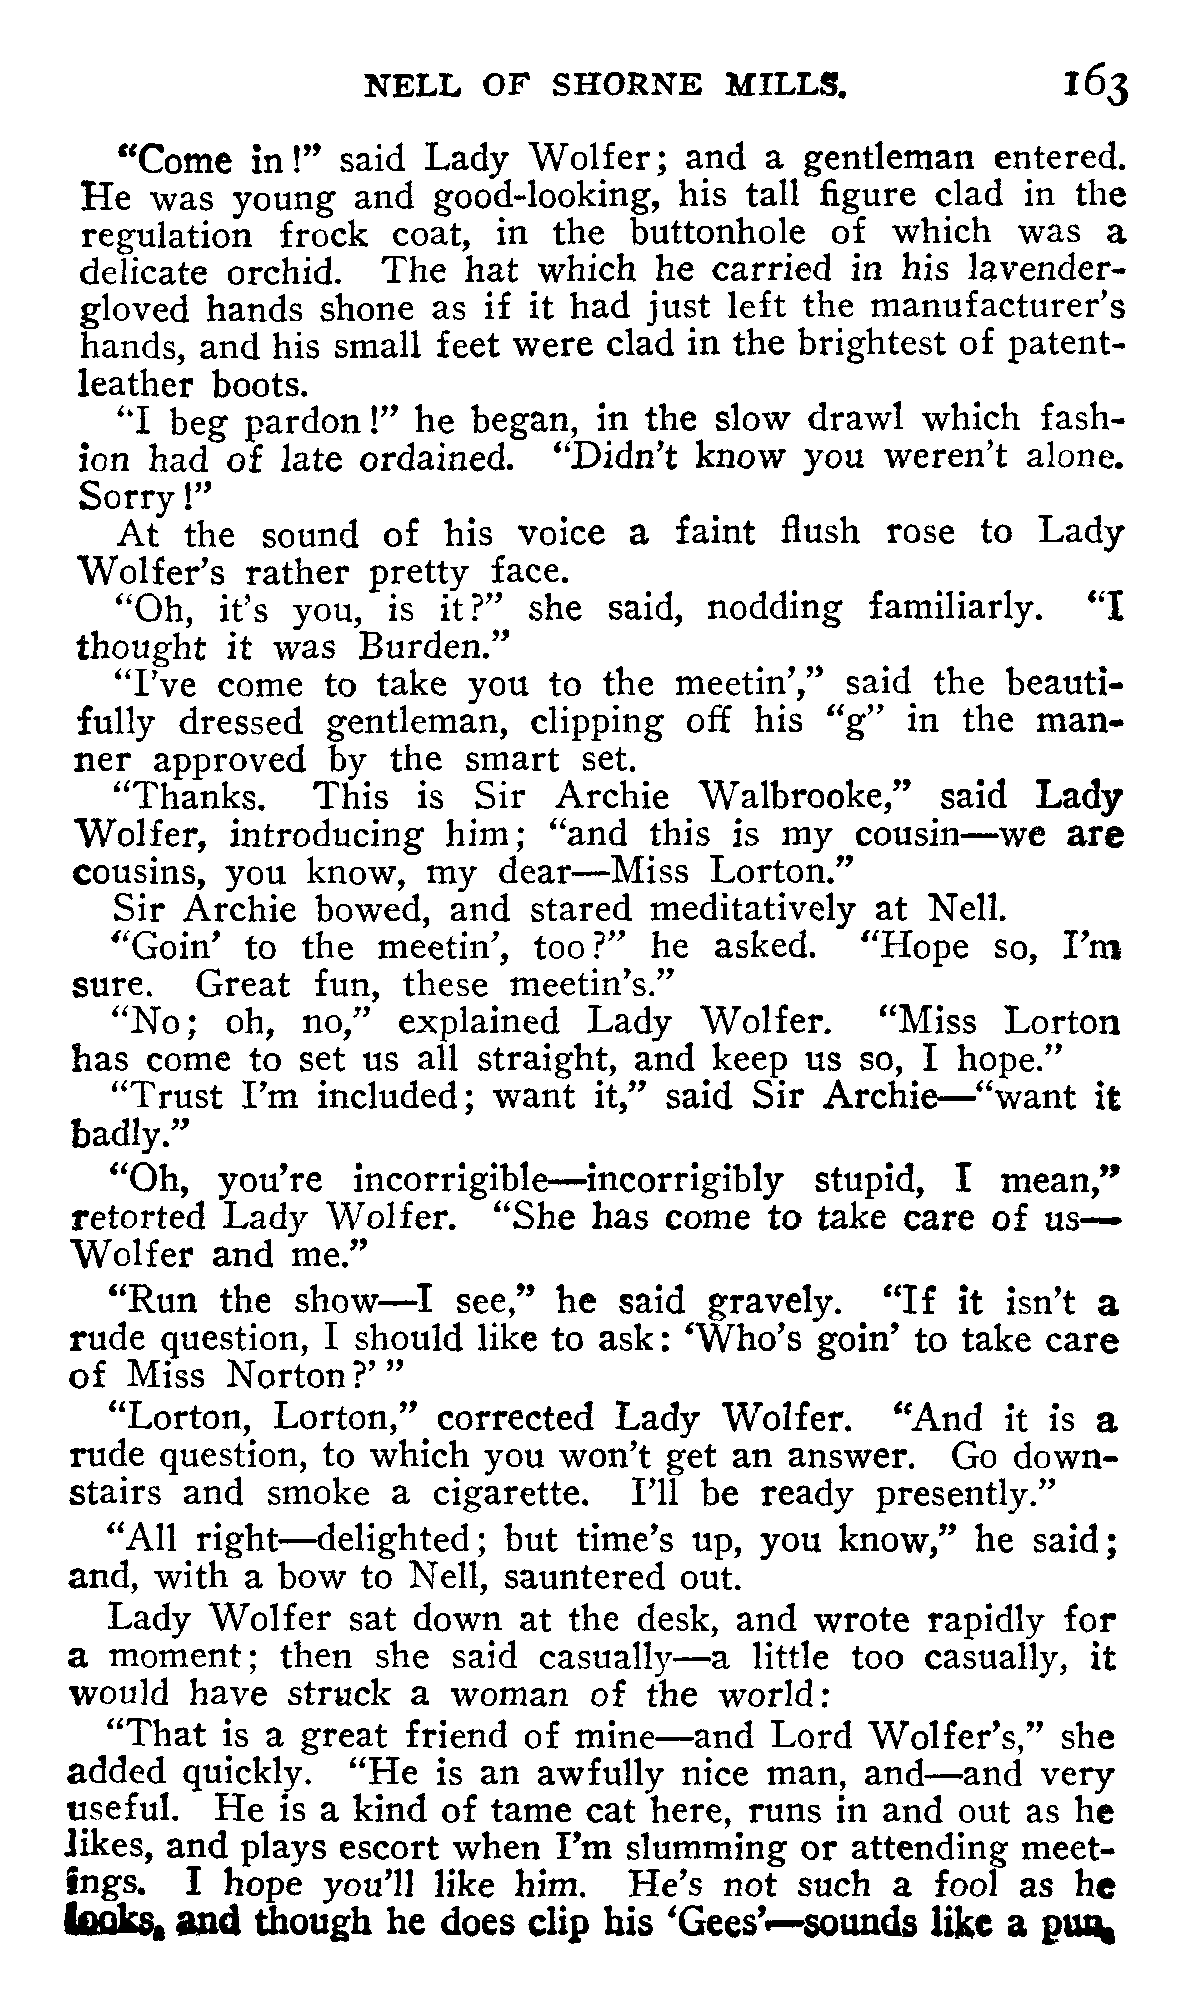 NELL OF SHORNE MILLS. 163
"Come in!" said Lady Wolfer; and a gentleman entered.
He was young and good-looking, his tall figure clad in the
regulation frock coat, in the buttonhole of which was a
delicate orchid. The hat which he carried in his lavender-
gloved hands shone as if it had just left the manufacturer's
hands, and his small feet were clad in the brightest of patent-
leather boots.
"I beg pardon!" he began, in the slow drawl which fash-
ion had of late ordained. "Didn't know you weren't alone.
Sorry!"
At the sound of his voice a faint flush rose to Lady
Wolfer's rather pretty face.
"Oh, it's you, is it?" she said, nodding familiarly. "I
thought it was Burden."
"I've come to take you to the meetin'," said the beauti-
fully dressed gentleman, clipping off his "g" in the man-
ner approved by the smart set.
"Thanks. This is Sir Archie Walbrooke," said Lady
Wolfer, introducing him; "and this is my cousin—we are
cousins, you know, my dear—Miss Lorton."
Sir Archie bowed, and stared meditatively at Nell.
"Goin' to the meetin', too?" he asked. "Hope so, I'm
sure. Great fun, these meetin's."
"No; oh, no," explained Lady Wolfer. "Miss Lorton
has come to set us all straight, and keep us so, I hope."
"Trust I'm included; want it," said Sir Archie—"want it
badly."
"Oh, you're incorrigible—incorrigibly stupid, I mean,"
retorted Lady Wolfer. "She has come to take care of us—
Wolfer and me."
"Run the show—I see," he said gravely. "If it isn't a
rude question, I should like to ask: 'Who's goin' to take care
of Miss Norton?'"
"Lorton, Lorton," corrected Lady Wolfer. "And it is a
rude question, to which you won't get an answer. Go down-
stairs and smoke a cigarette. I'll be ready presently."
"All right—delighted; but time's up, you know," he said;
and, with a bow to Nell, sauntered out.
Lady Wolfer sat down at the desk, and wrote rapidly for
a moment; then she said casually—a little too casually, it
would have struck a woman of the world:
"That is a great friend of mine—and Lord Wolfer's," she
added quickly. "He is an awfully nice man, and—and very
useful. He is a kind of tame cat here, runs in and out as he
likes, and plays escort when I'm slumming or attending meet-
ings. I hope you'll like him. He's not such a fool as he
looks, and though he does clip his 'Gees'—sounds like a pun,